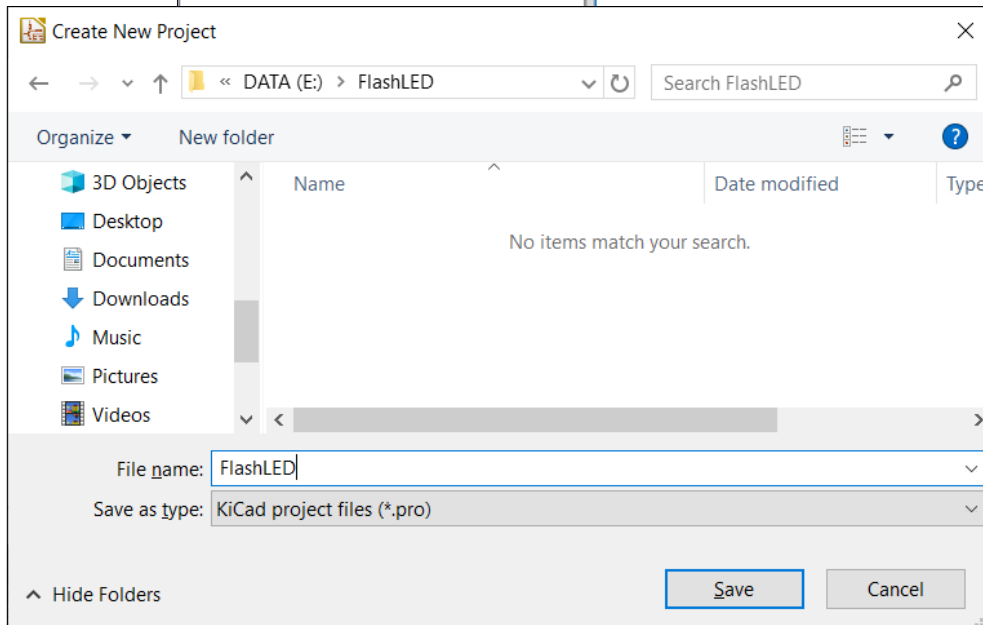 Create New Project
« DATA (E:) > FlashLED
Search FlashLED
Organize
New folder
?
3D Objects
Desktop
Documents
Downloads
Music
Pictures
Videos
Name
Date modified
Type
No items match your search.
File name: FlashLED
Save as type: KiCad project files (*.pro)
Hide Folders
Save
Cancel